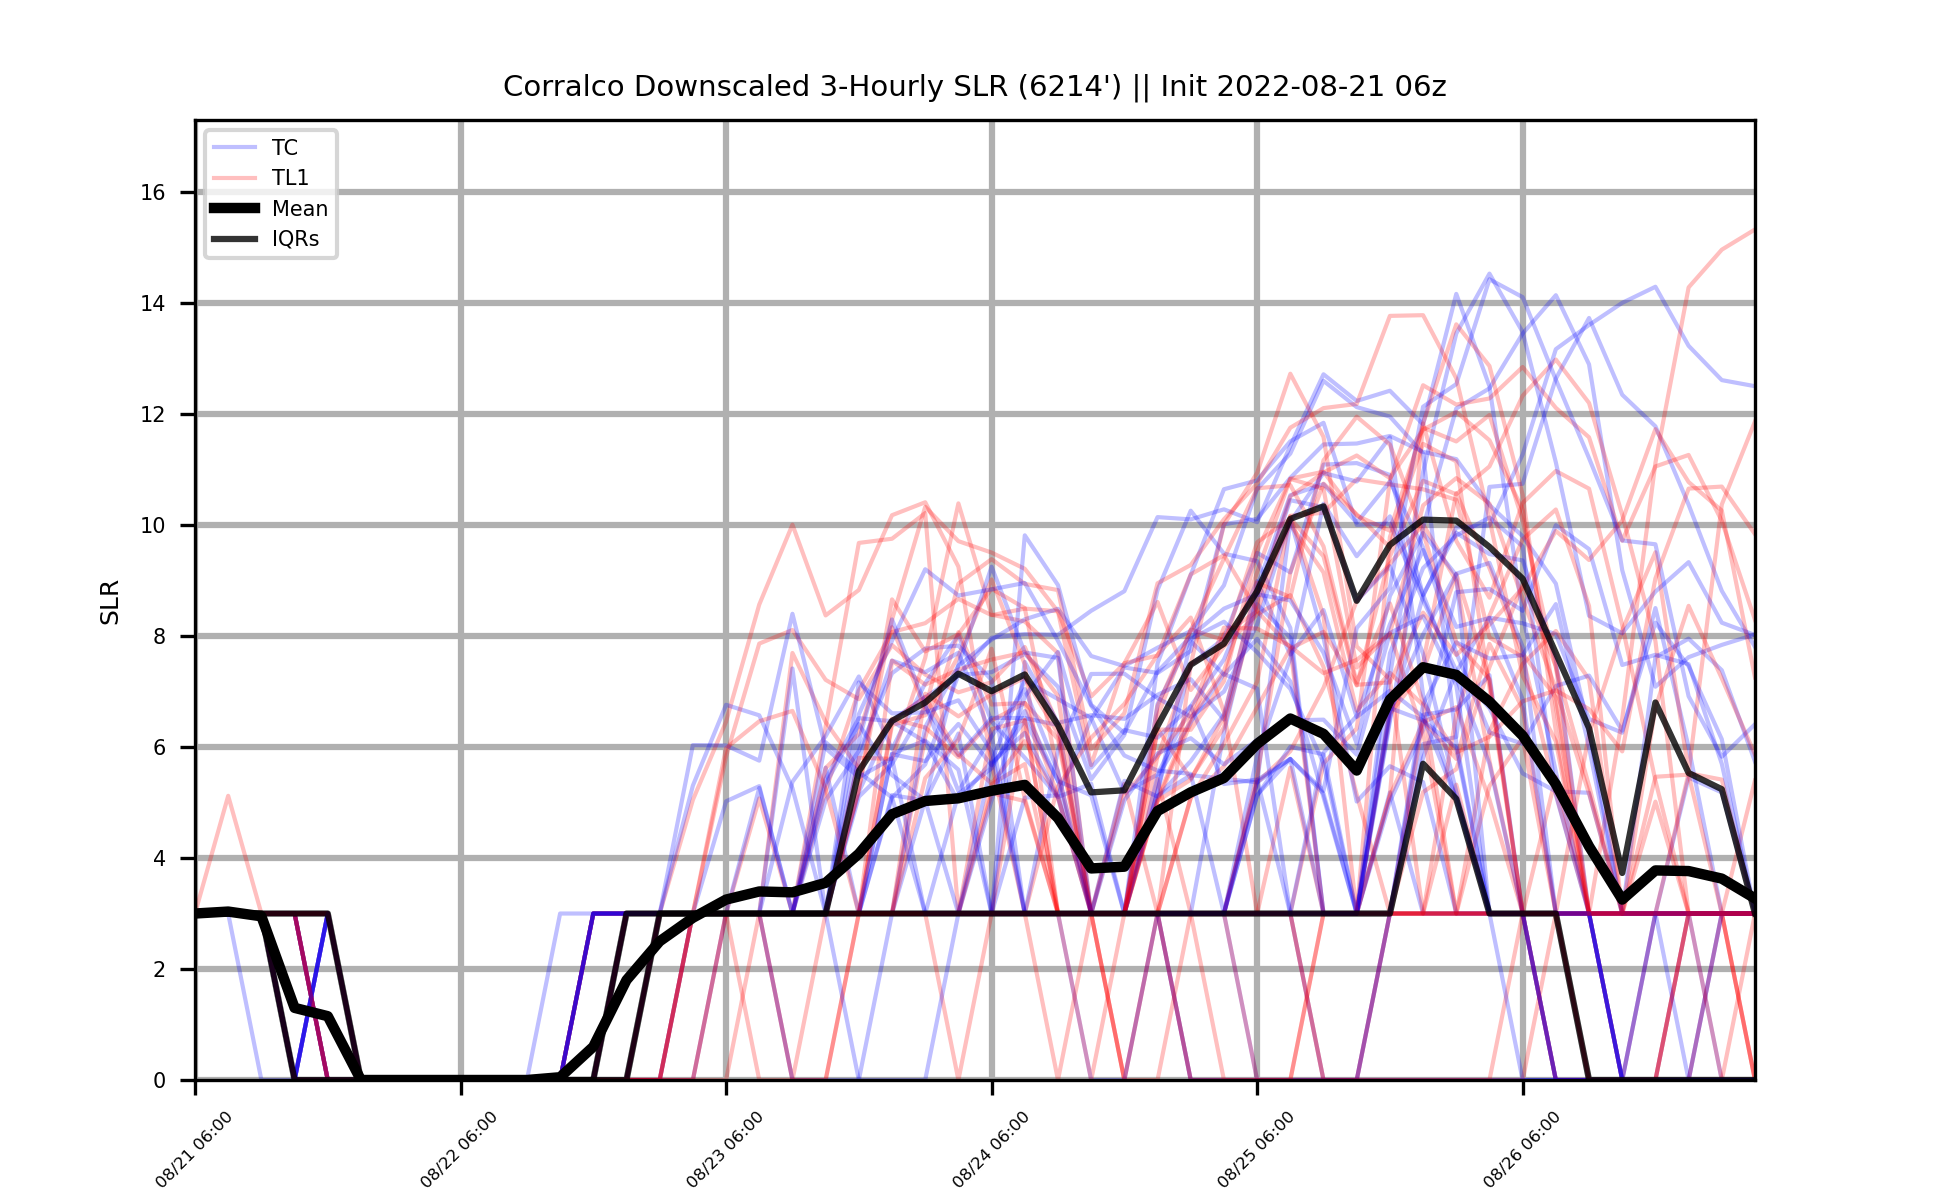 Corralco Downscaled 3-Hourly SLR (6214') || Init 2022-08-21 06z
TC
TL1
Mean
IQRs
SLR
16
14
12
10
8
6
4
2
0
08/21 06:00
08/22 06:00
08/23 06:00
08/24 06:00
08/25 06:00
08/26 06:00